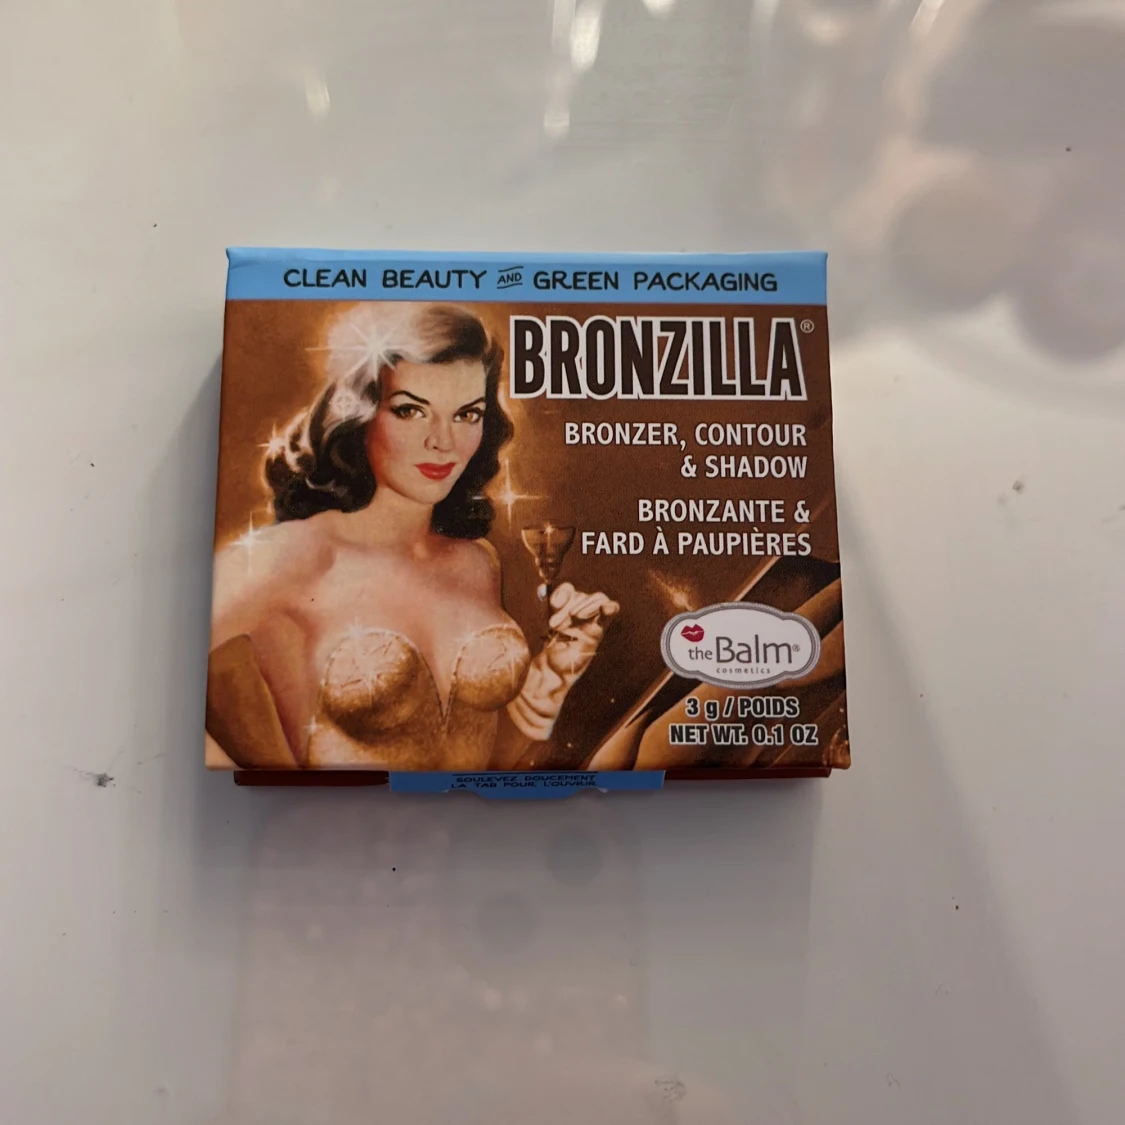 CLEAN BEAUTY AND GREEN PACKAGING
BRONZILLA®
BRONZER, CONTOUR
& SHADOW
BRONZANTE &
FARD À PAUPIÈRES
theBalm®
cosmetics
3 g / POIDS
NET WT. 0.1 OZ
SOULEVEZ DOUCEMENT
LA TAB POUR L'OUVRIR